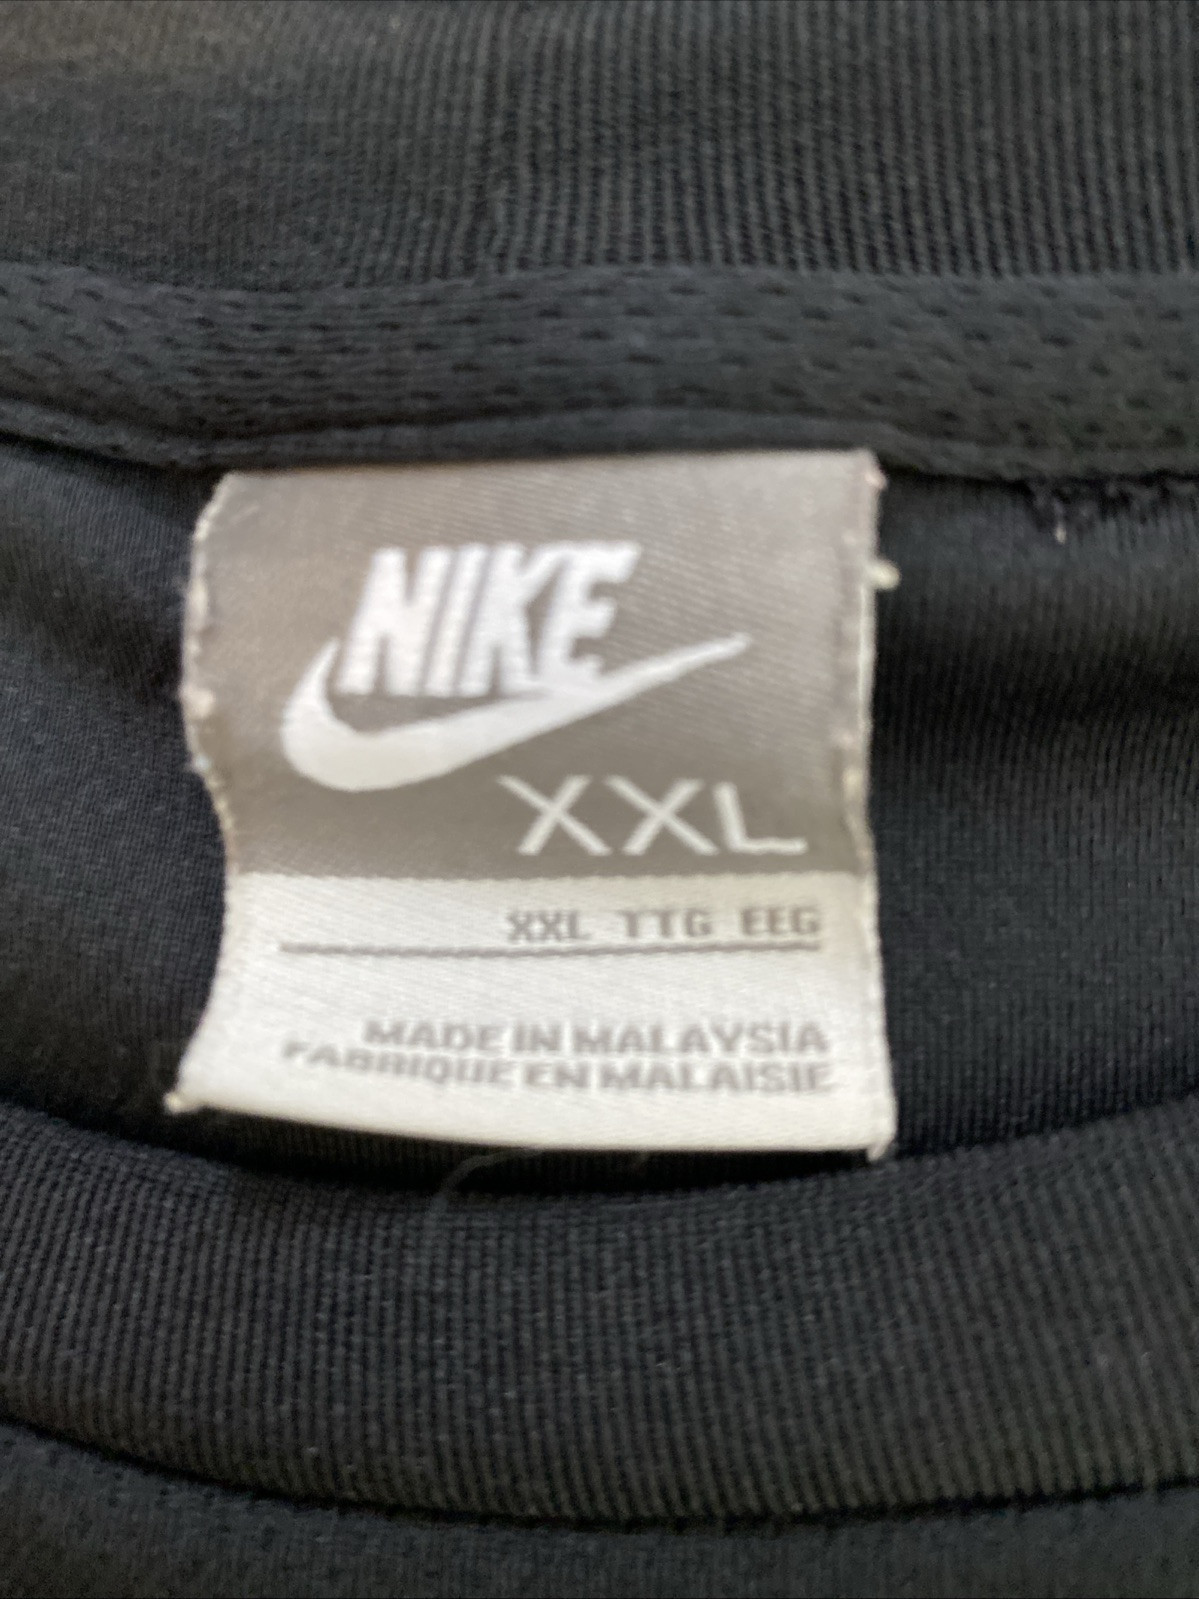 NIKE
XXL
XXL TTG EEG
MADE IN MALAYSIA
FABRIQUE EN MALAISIE